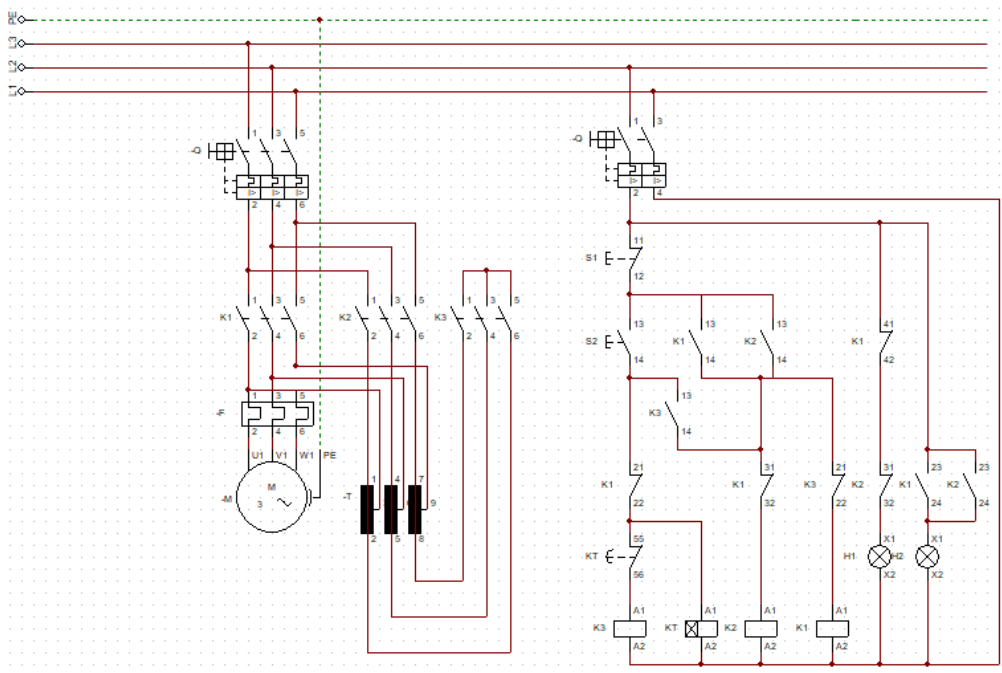 PE
L3
L2
L1
1 3 5
-Q
I> I> I>
2 4 6
1 3
-Q
I> I>
2 4
11
S1
12
1 3 5
K1
2 4 6
1 3 5
K2
2 4 6
1 3 5
K3
2 4 6
13
S2
14
13
K1
14
13
K2
14
41
K1
42
1 3 5
2 4 6
13
K3
14
U1 V1 W1 PE
-M
M
3
1 4 7
-T
9
2 5 8
21
K1
22
31
K1
32
21
K3
22
31
K2
32
23
K1
24
23
K2
24
55
KT
56
X1
H1
X2
X1
H2
X2
A1
K3
A2
A1
KT
A2
A1
K2
A2
A1
K1
A2